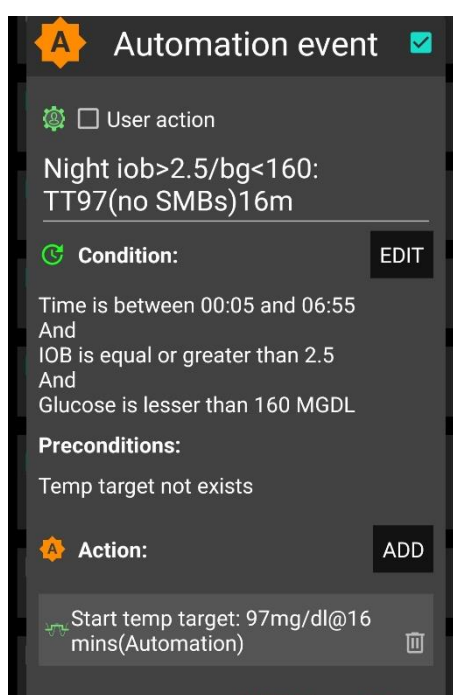 A Automation event
User action
Night iob>2.5/bg<160:
TT97(no SMBs)16m
Condition: EDIT
Time is between 00:05 and 06:55
And
IOB is equal or greater than 2.5
And
Glucose is lesser than 160 MGDL
Preconditions:
Temp target not exists
A Action: ADD
Start temp target: 97mg/dl@16
mins(Automation)